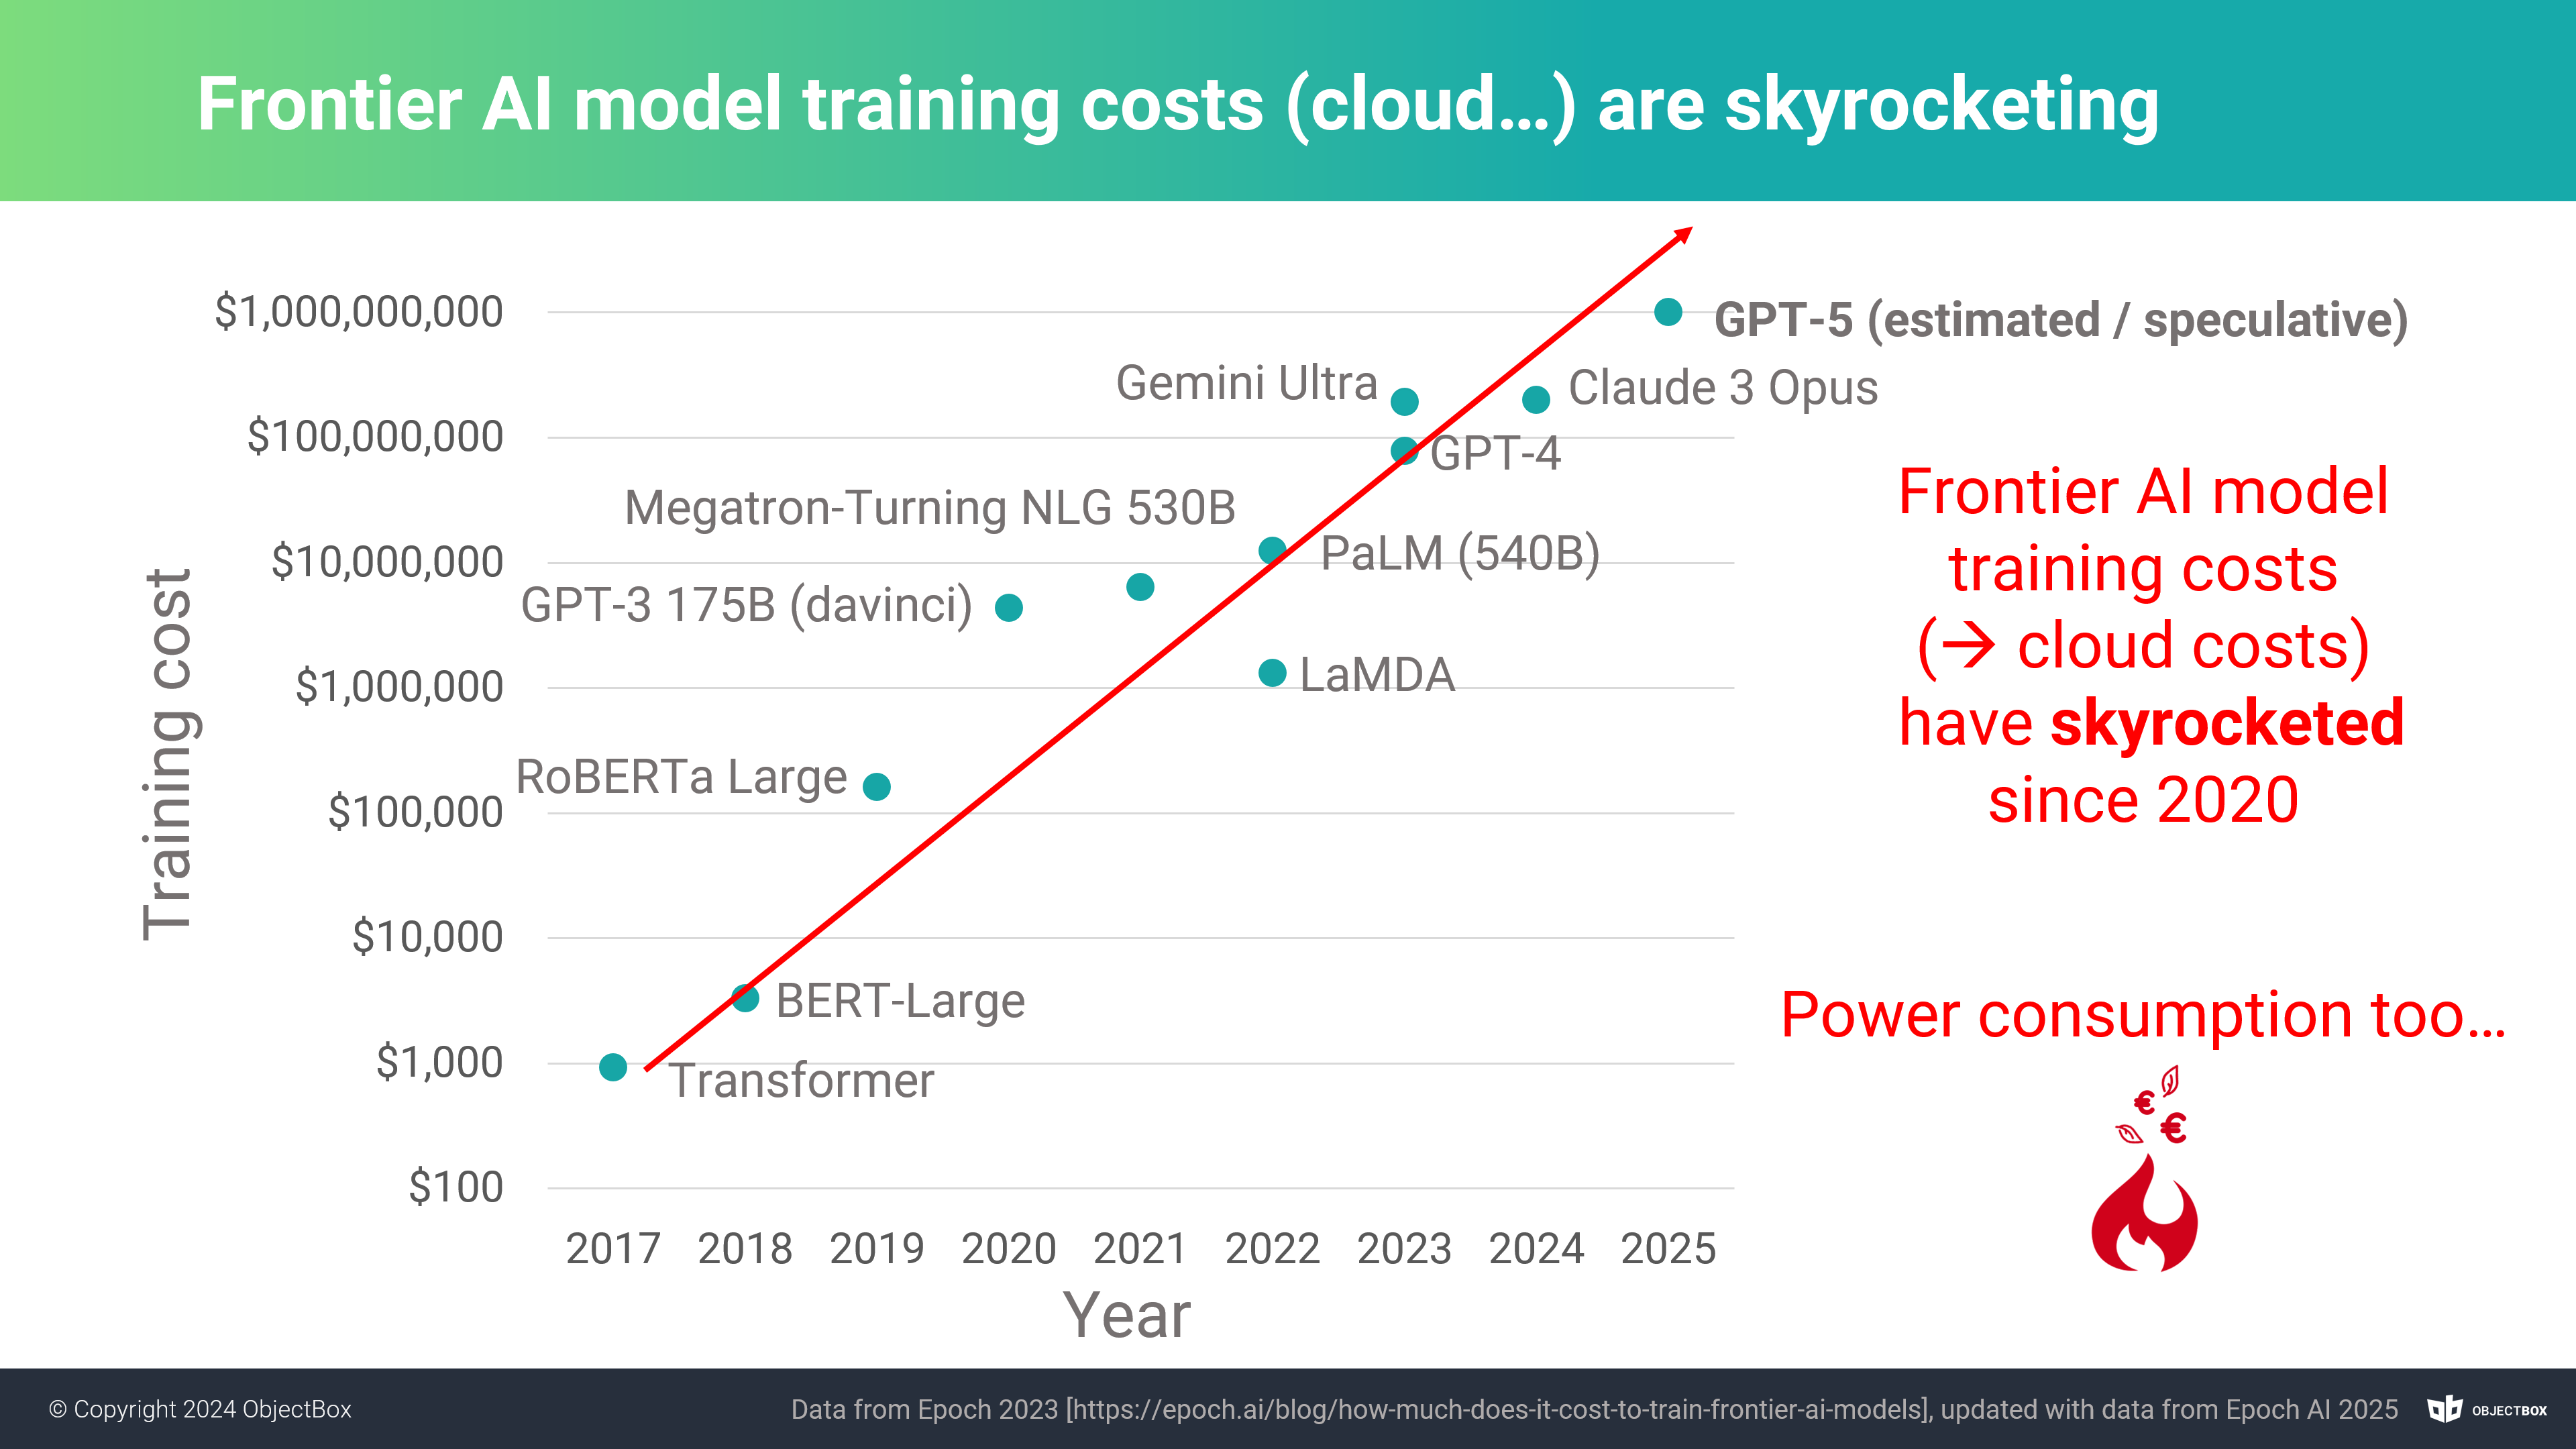 Frontier AI model training costs (cloud…) are skyrocketing
$1,000,000,000
GPT-5 (estimated / speculative)
Gemini Ultra
Claude 3 Opus
$100,000,000
GPT-4
Megatron-Turning NLG 530B
$10,000,000
PaLM (540B)
GPT-3 175B (davinci)
$1,000,000
LaMDA
RoBERTa Large
$100,000
$10,000
BERT-Large
$1,000
Transformer
$100
Training cost
2017 2018 2019 2020 2021 2022 2023 2024 2025
Year
Frontier AI model
training costs
(→ cloud costs)
have skyrocketed
since 2020
Power consumption too…
€
€
© Copyright 2024 ObjectBox
Data from Epoch 2023 [https://epoch.ai/blog/how-much-does-it-cost-to-train-frontier-ai-models], updated with data from Epoch AI 2025
OBJECTBOX